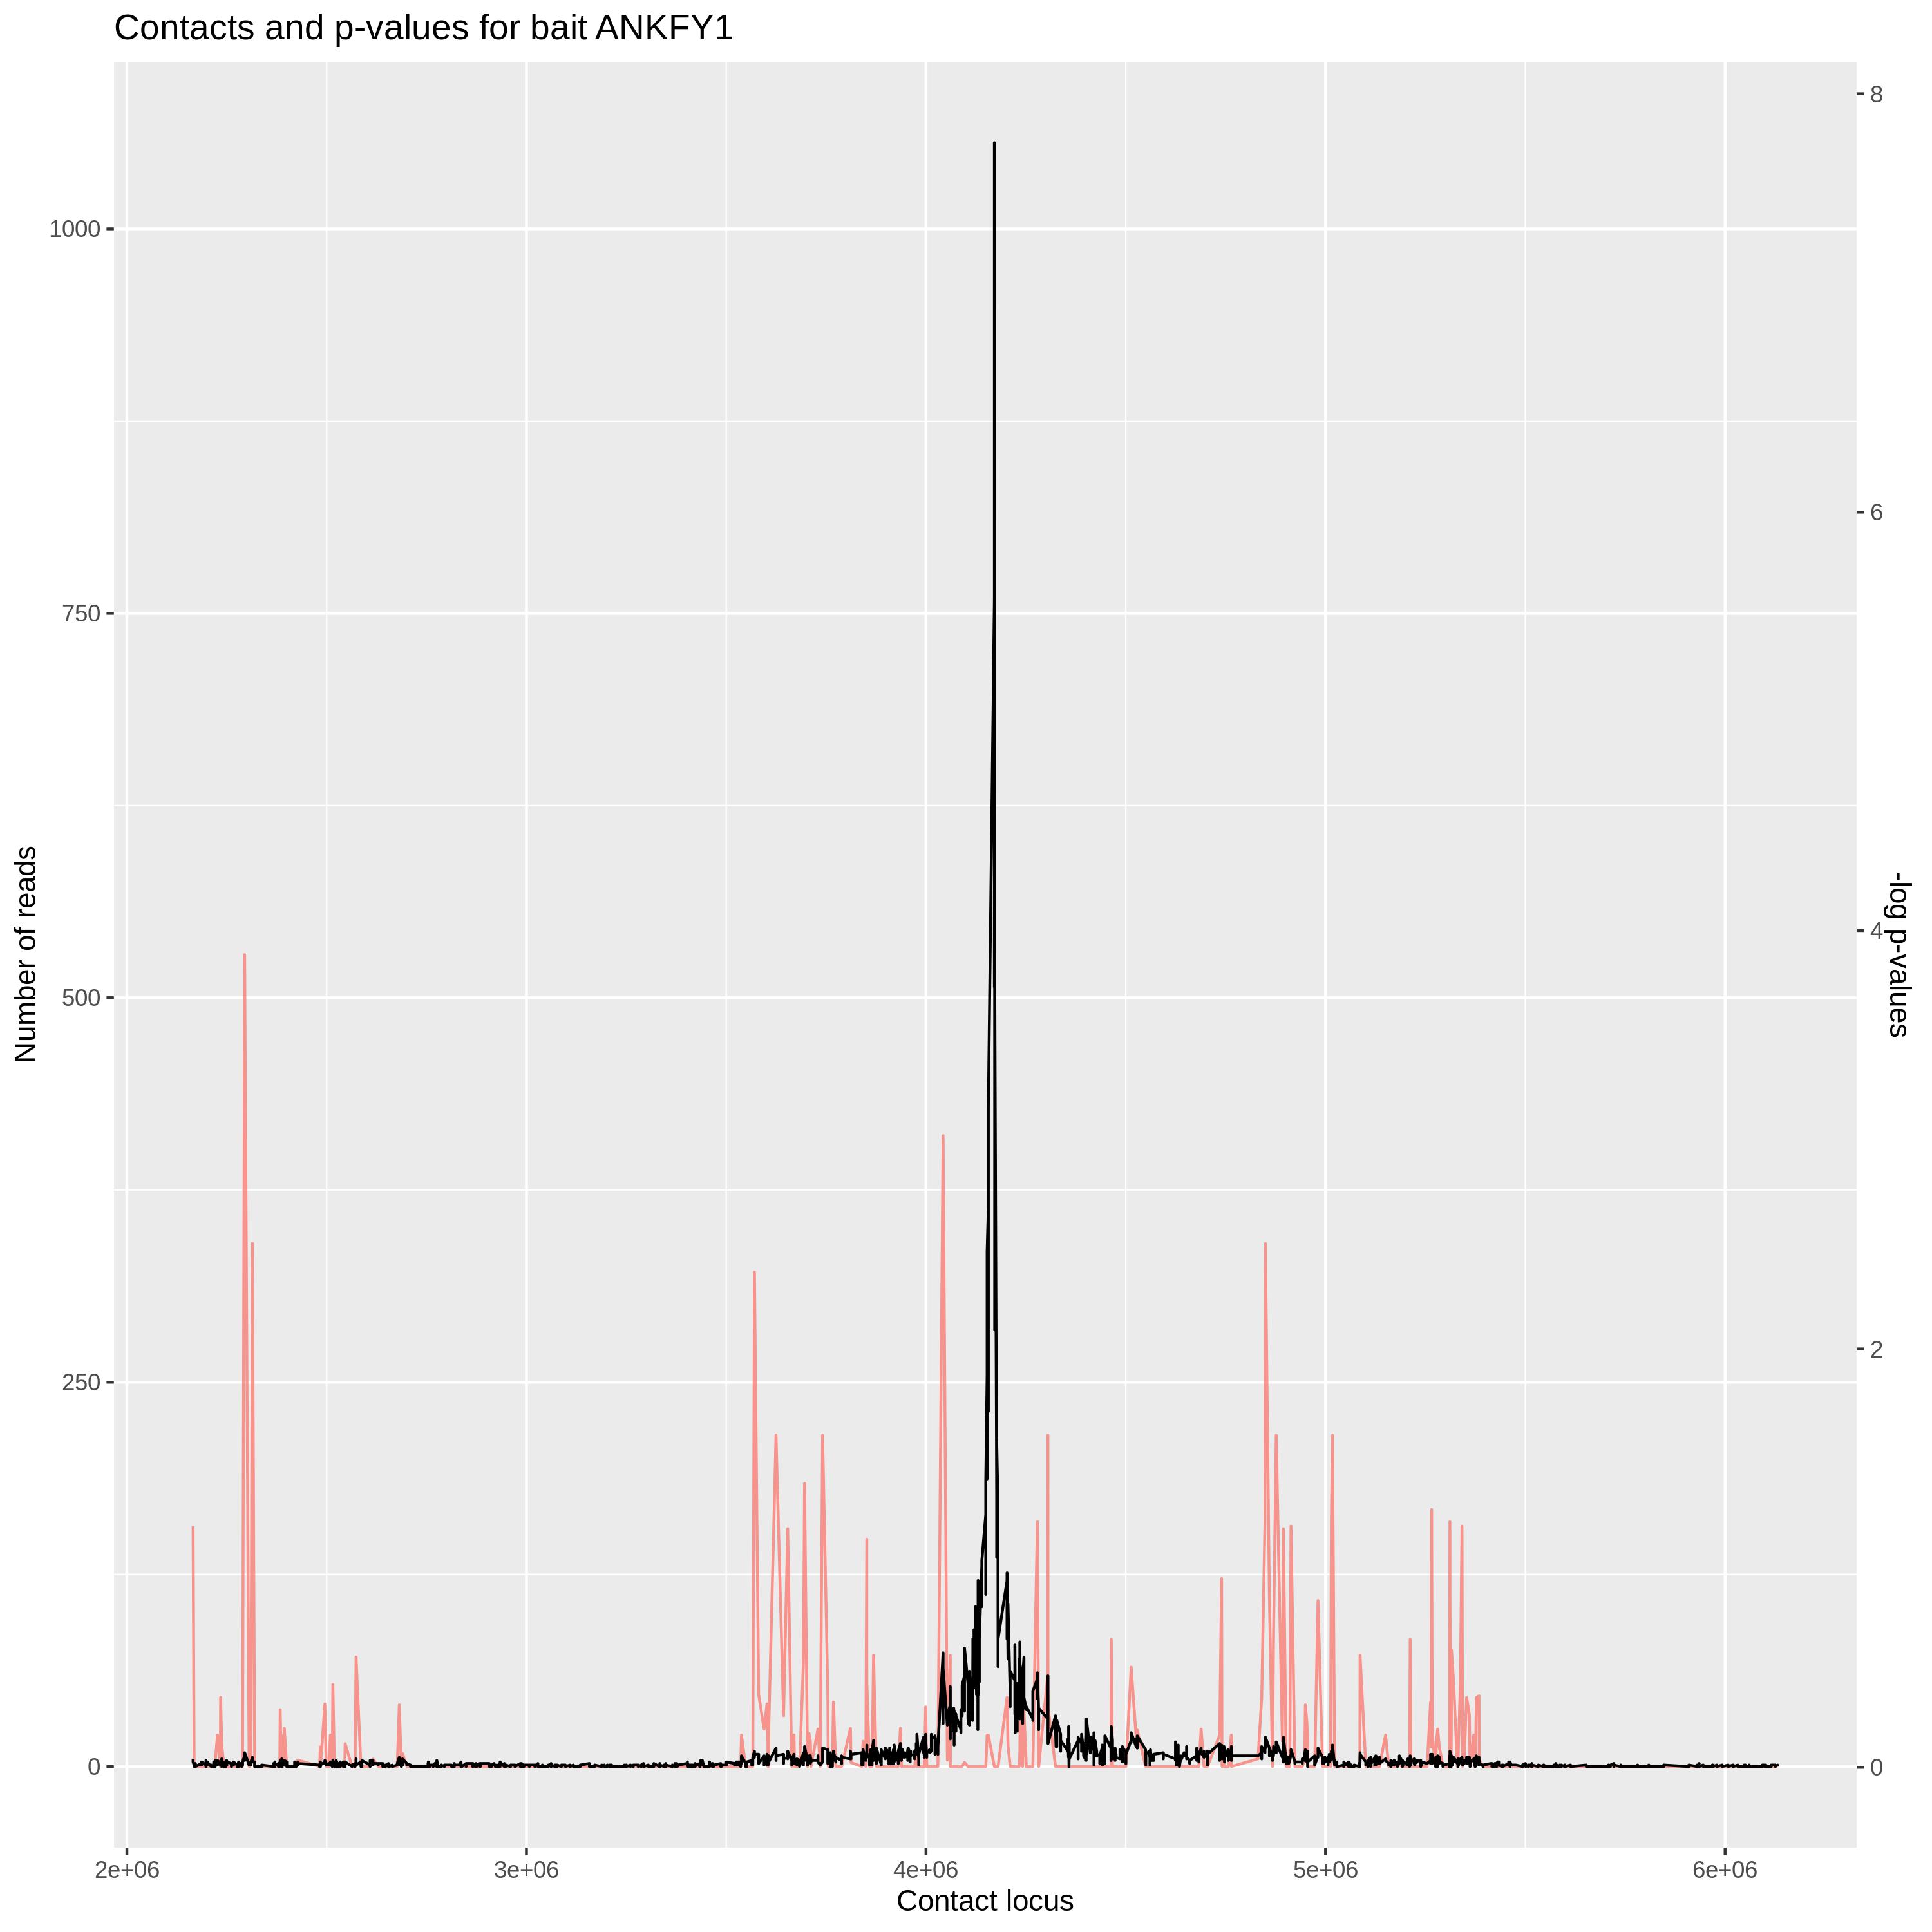 Contacts and p-values for bait ANKFY1
Number of reads
1000
750
500
250
0
8
6
4
2
0
-log p-values
2e+06
3e+06
4e+06
5e+06
6e+06
Contact locus